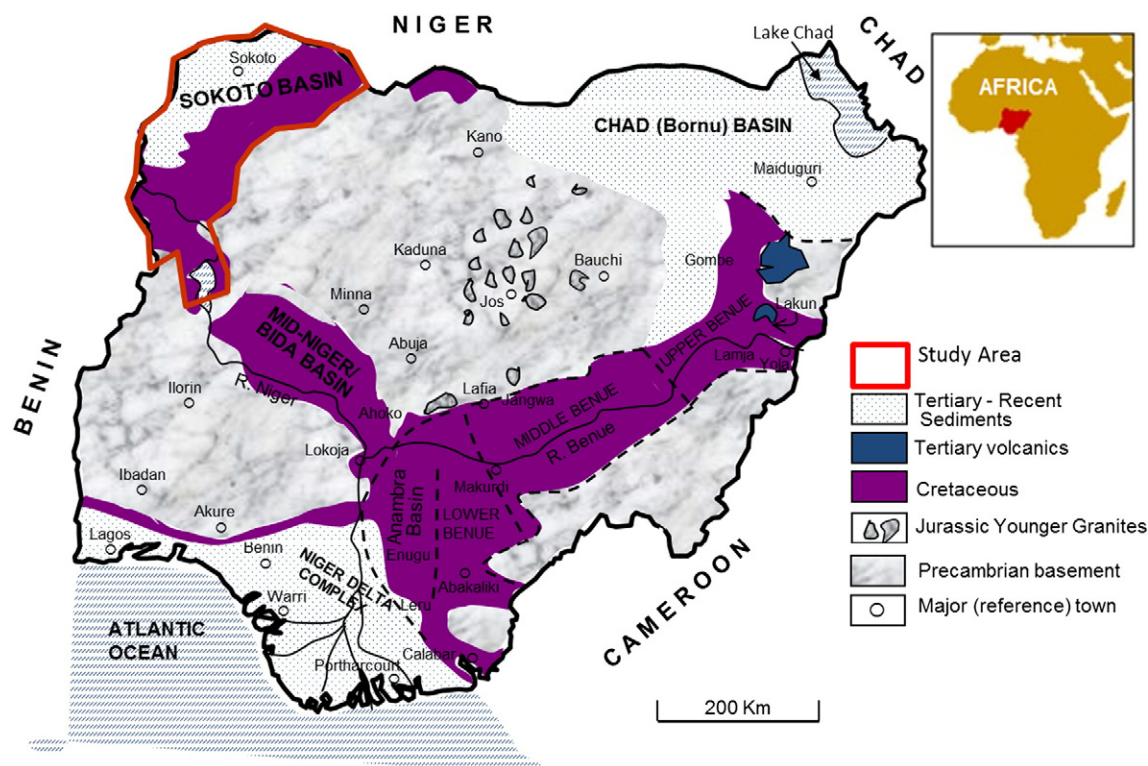 NIGER
CHAD
Lake Chad
Sokoto
SOKOTO BASIN
AFRICA
CHAD (Bornu) BASIN
Kano
Maiduguri
Kaduna
Bauchi
Gombe
Minna
Jos
Lakun
MID-NIGER/
BIDA BASIN
Abuja
UPPER BENUE
Lamja
Yola
BENIN
Ilorin
R. Niger
Lafia
Jangwa
Ahoko
MIDDLE BENUE
R. Benue
Lokoja
Makurdi
Ibadan
Akure
Anambra
Basin
LOWER
BENUE
Lagos
Benin
Enugu
Abakaliki
NIGER DELTA
COMPLEX
Warri
Leru
CAMEROON
ATLANTIC
OCEAN
Calabar
Portharcourt
200 Km
Study Area
Tertiary - Recent
Sediments
Tertiary volcanics
Cretaceous
Jurassic Younger Granites
Precambrian basement
Major (reference) town